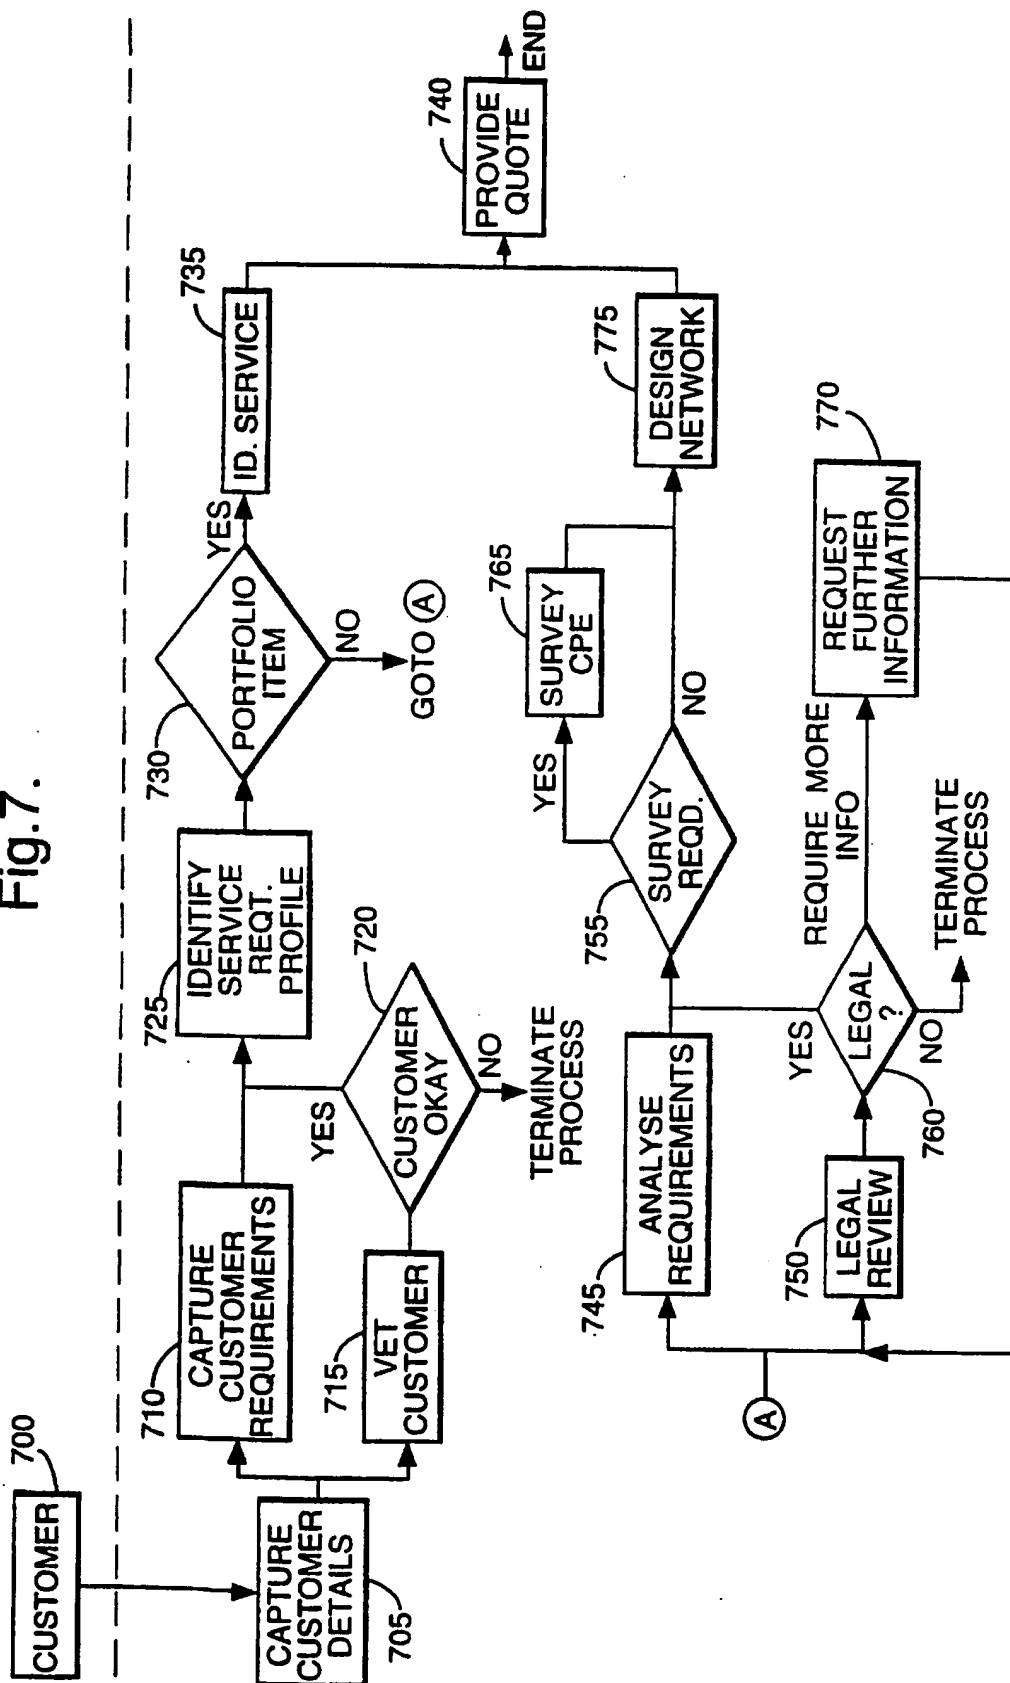 Fig.7.
CUSTOMER
700
CAPTURE
CUSTOMER
DETAILS
705
CAPTURE
CUSTOMER
REQUIREMENTS
710
VET
CUSTOMER
715
CUSTOMER
OKAY
720
YES
NO
TERMINATE
PROCESS
IDENTIFY
SERVICE
REQT.
PROFILE
725
PORTFOLIO
ITEM
730
YES
NO
GOTO A
ID. SERVICE
735
PROVIDE
QUOTE
740
END
A
ANALYSE
REQUIREMENTS
745
LEGAL
REVIEW
750
LEGAL
?
760
YES
NO
TERMINATE
PROCESS
REQUIRE MORE
INFO
REQUEST
FURTHER
INFORMATION
770
SURVEY
REQD.
755
YES
NO
SURVEY
CPE
765
DESIGN
NETWORK
775